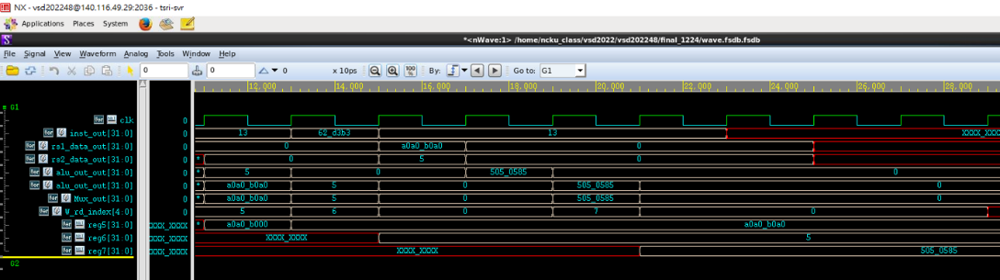 NX - vsd202248@140.116.49.29:2036 - tsri-svr
Applications Places System
*<nWave:1> /home/ncku_class/vsd2022/vsd202248/final_1224/wave.fsdb.fsdb
File Signal View Waveform Analog Tools Window Help
0 0 0 x 10ps 100% By: Go to: G1
12.000 14.000 16.000 18.000 20.000 22.000 24.000 26.000 28.000
G1
clk 0
inst_out[31:0] 0 13 62_d3b3 13 XXXX_XXX
rs1_data_out[31:0] 0 0 a0a0_b0a0 0
rs2_data_out[31:0] * 0 5 0
alu_out_out[31:0] * 5 0 505_0585 0
alu_out_out[31:0] * a0a0_b0a0 5 0 505_0585 0
Mux_out[31:0] * a0a0_b0a0 5 0 505_0585 0
W_rd_index[4:0] 0 5 6 0 7 0
reg5[31:0] XXXX_XXXX * a0a0_b000 a0a0_b0a0
reg6[31:0] XXXX_XXXX XXXX_XXXX 5
reg7[31:0] XXXX_XXXX XXXX_XXXX 505_0585
G2